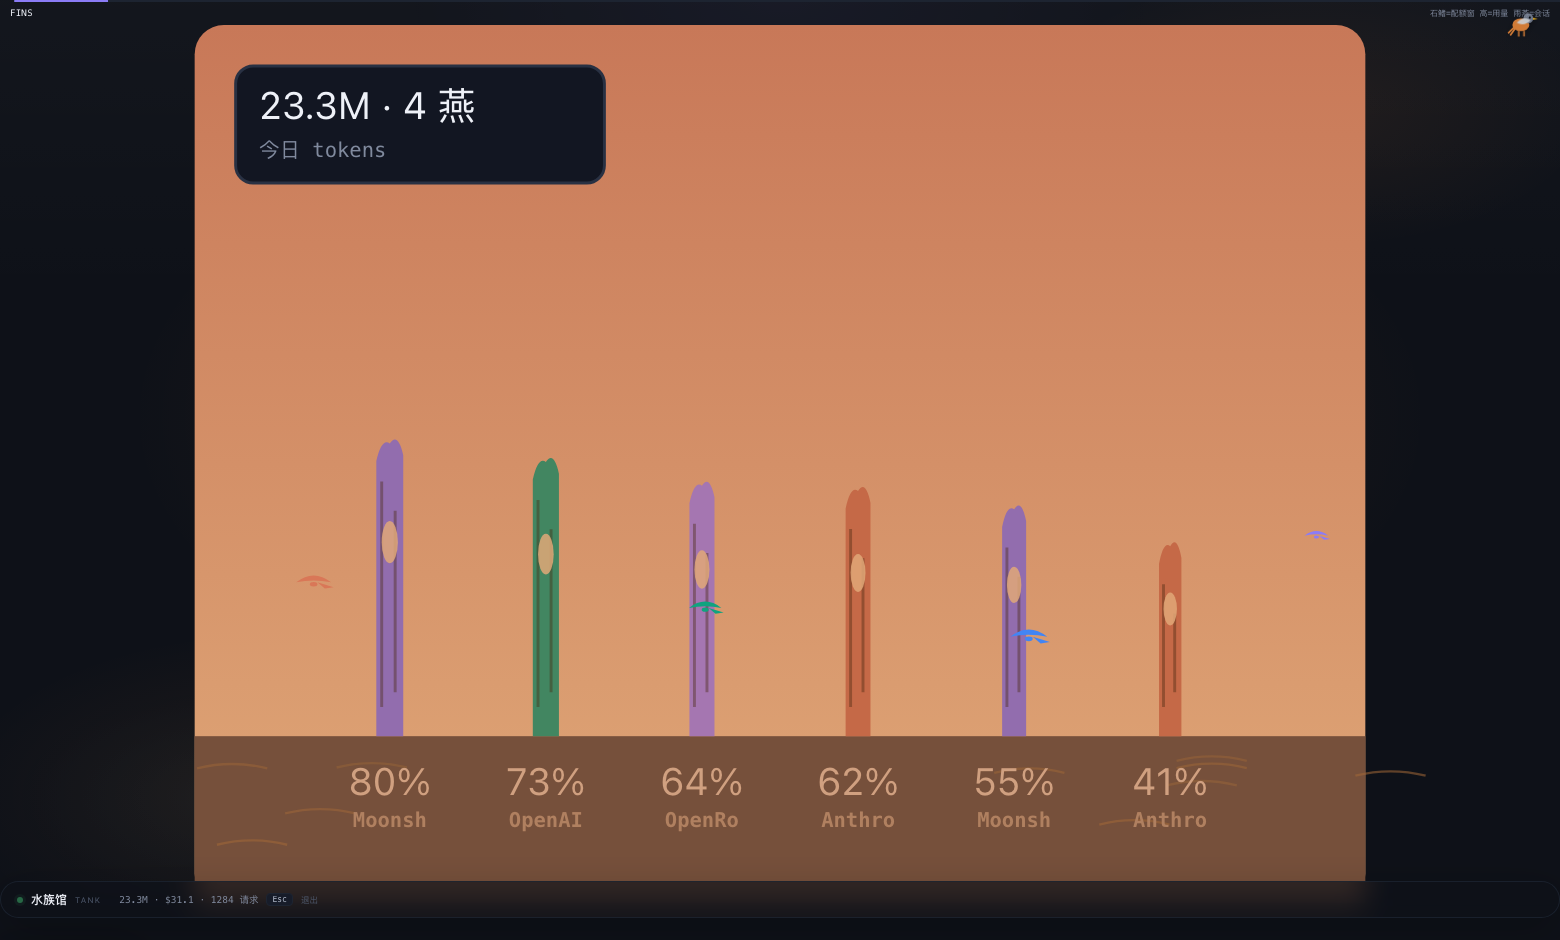 FINS
石鳍=配额窗 高=用量 雨燕=会话
23.3M · 4 燕
今日 tokens
80% 73% 64% 62% 55% 41%
Moonsh OpenAI OpenRo Anthro Moonsh Anthro
水族馆 TANK 23.3M · $31.1 · 1284 请求 Esc 退出